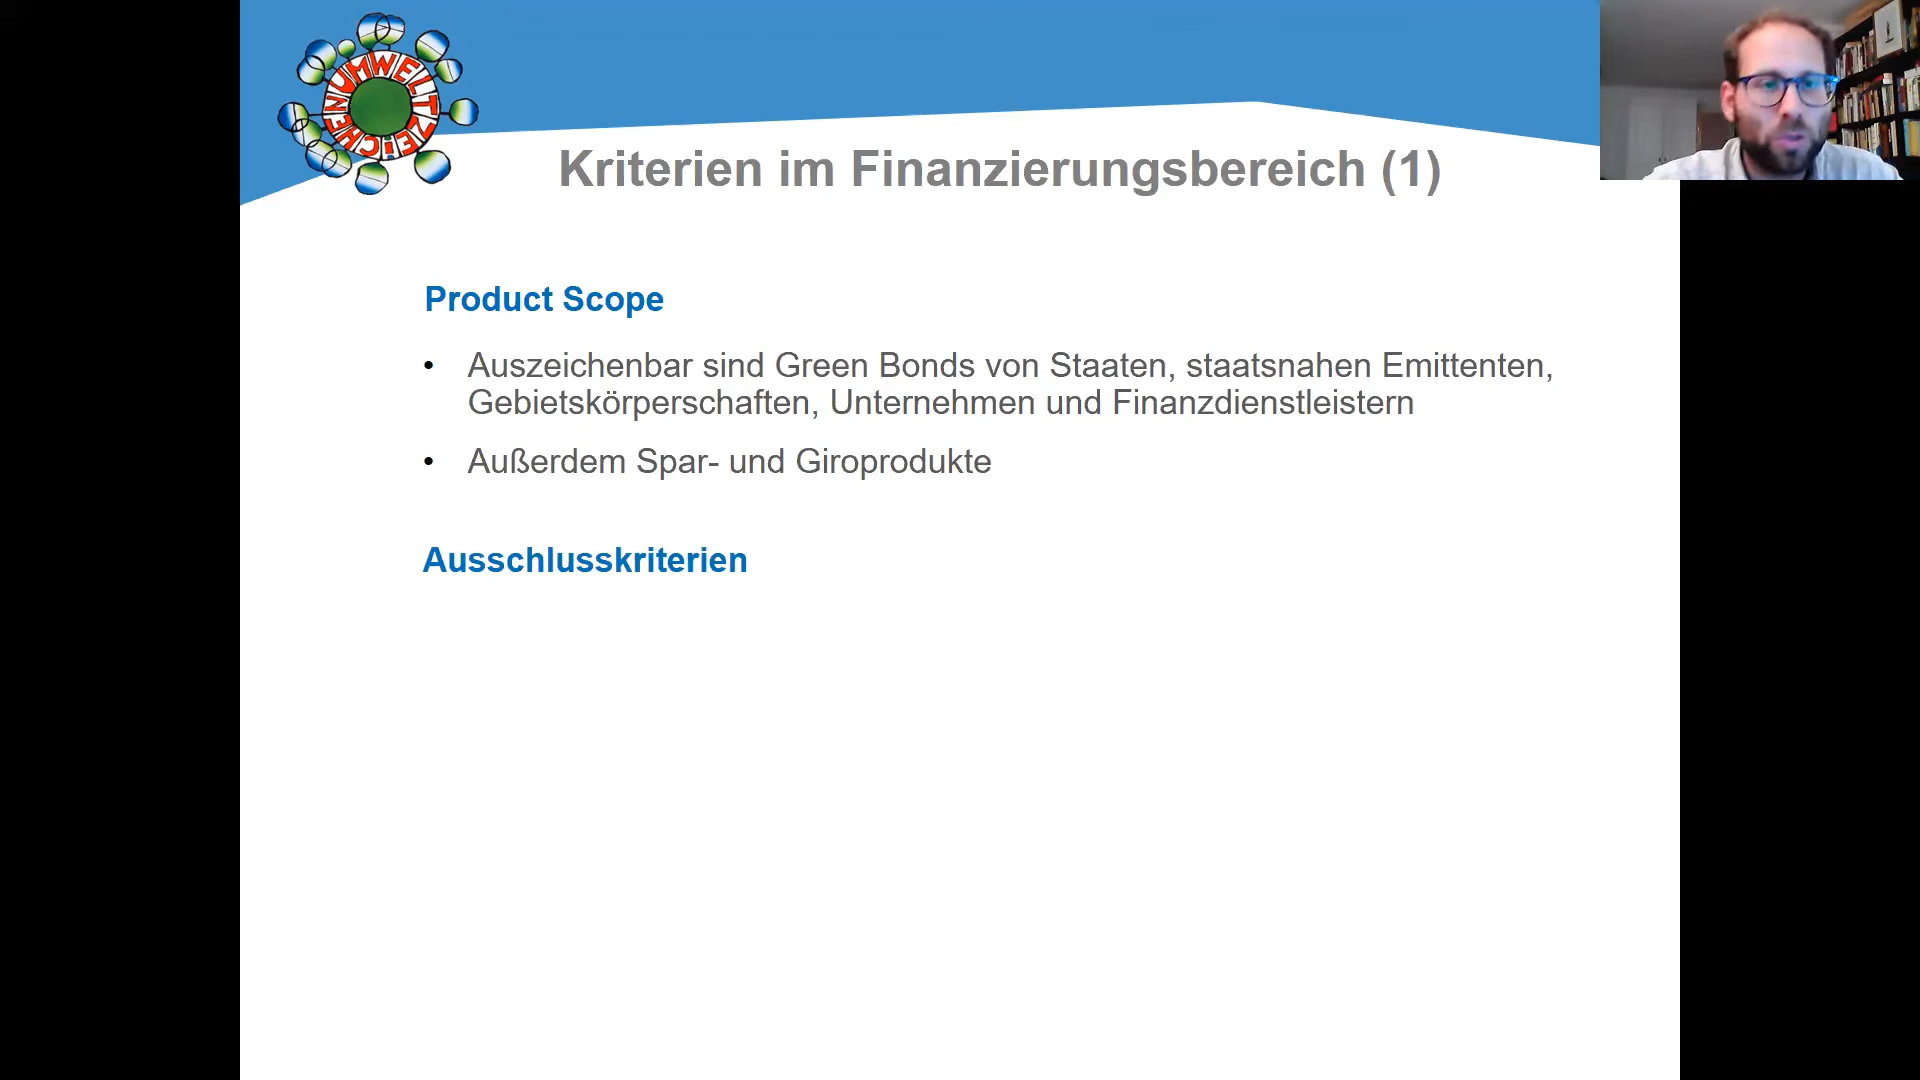 UMWELTZEICHEN
Kriterien im Finanzierungsbereich (1)
Product Scope
• Auszeichenbar sind Green Bonds von Staaten, staatsnahen Emittenten,
Gebietskörperschaften, Unternehmen und Finanzdienstleistern
• Außerdem Spar- und Giroprodukte
Ausschlusskriterien